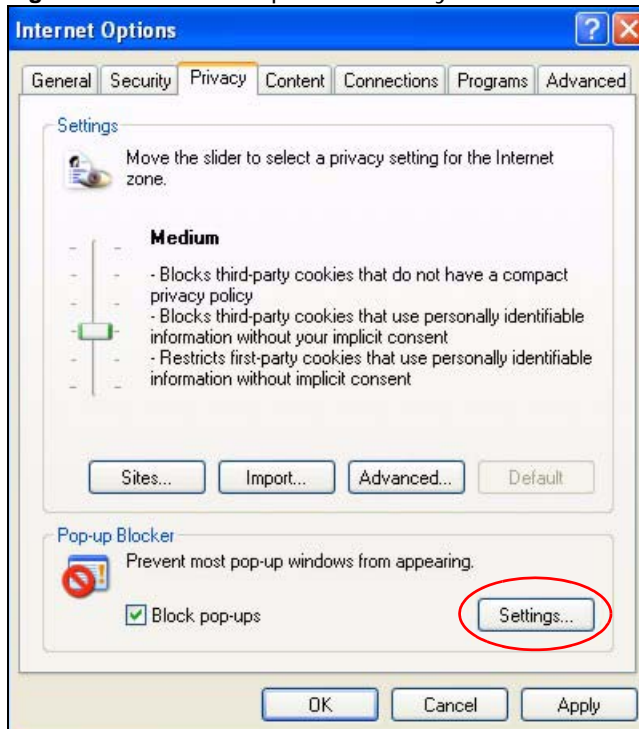 Internet Options
General Security Privacy Content Connections Programs Advanced
Settings
Move the slider to select a privacy setting for the Internet
zone.
Medium
- Blocks third-party cookies that do not have a compact
privacy policy
- Blocks third-party cookies that use personally identifiable
information without your implicit consent
- Restricts first-party cookies that use personally identifiable
information without implicit consent
Sites... Import... Advanced... Default
Pop-up Blocker
Prevent most pop-up windows from appearing.
Block pop-ups
Settings...
OK Cancel Apply